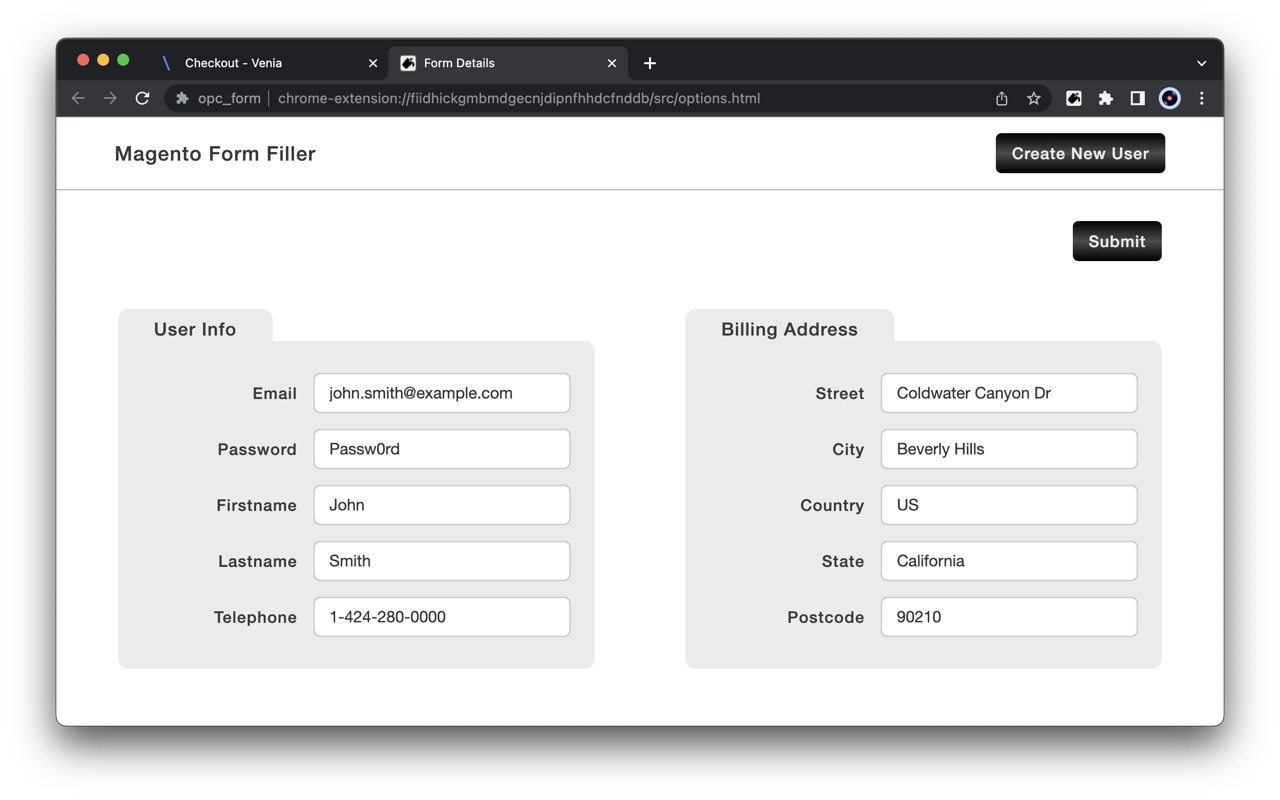 Checkout - Venia
Form Details
opc_form | chrome-extension://fiidhickgmbmdgecnjdipnfhhdcfnddb/src/options.html
Magento Form Filler
Create New User
Submit
User Info
Email john.smith@example.com
Password Passw0rd
Firstname John
Lastname Smith
Telephone 1-424-280-0000
Billing Address
Street Coldwater Canyon Dr
City Beverly Hills
Country US
State California
Postcode 90210